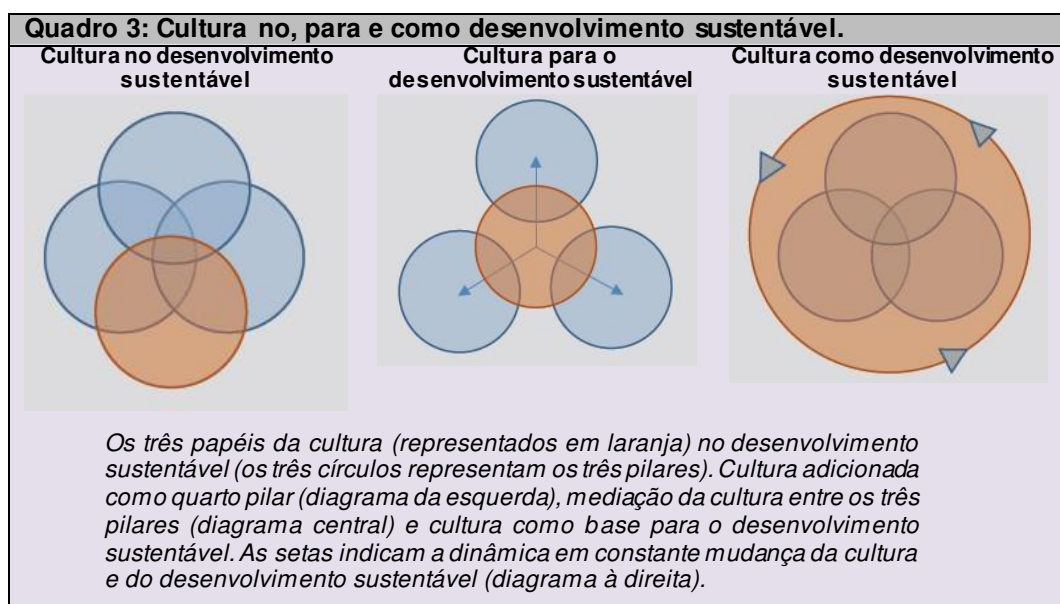 Quadro 3: Cultura no, para e como desenvolvimento sustentável.
Cultura no desenvolvimento
sustentável
Cultura para o
desenvolvimento sustentável
Cultura como desenvolvimento
sustentável
Os três papéis da cultura (representados em laranja) no desenvolvimento
sustentável (os três círculos representam os três pilares). Cultura adicionada
como quarto pilar (diagrama da esquerda), mediação da cultura entre os três
pilares (diagrama central) e cultura como base para o desenvolvimento
sustentável. As setas indicam a dinâmica em constante mudança da cultura
e do desenvolvimento sustentável (diagrama à direita).